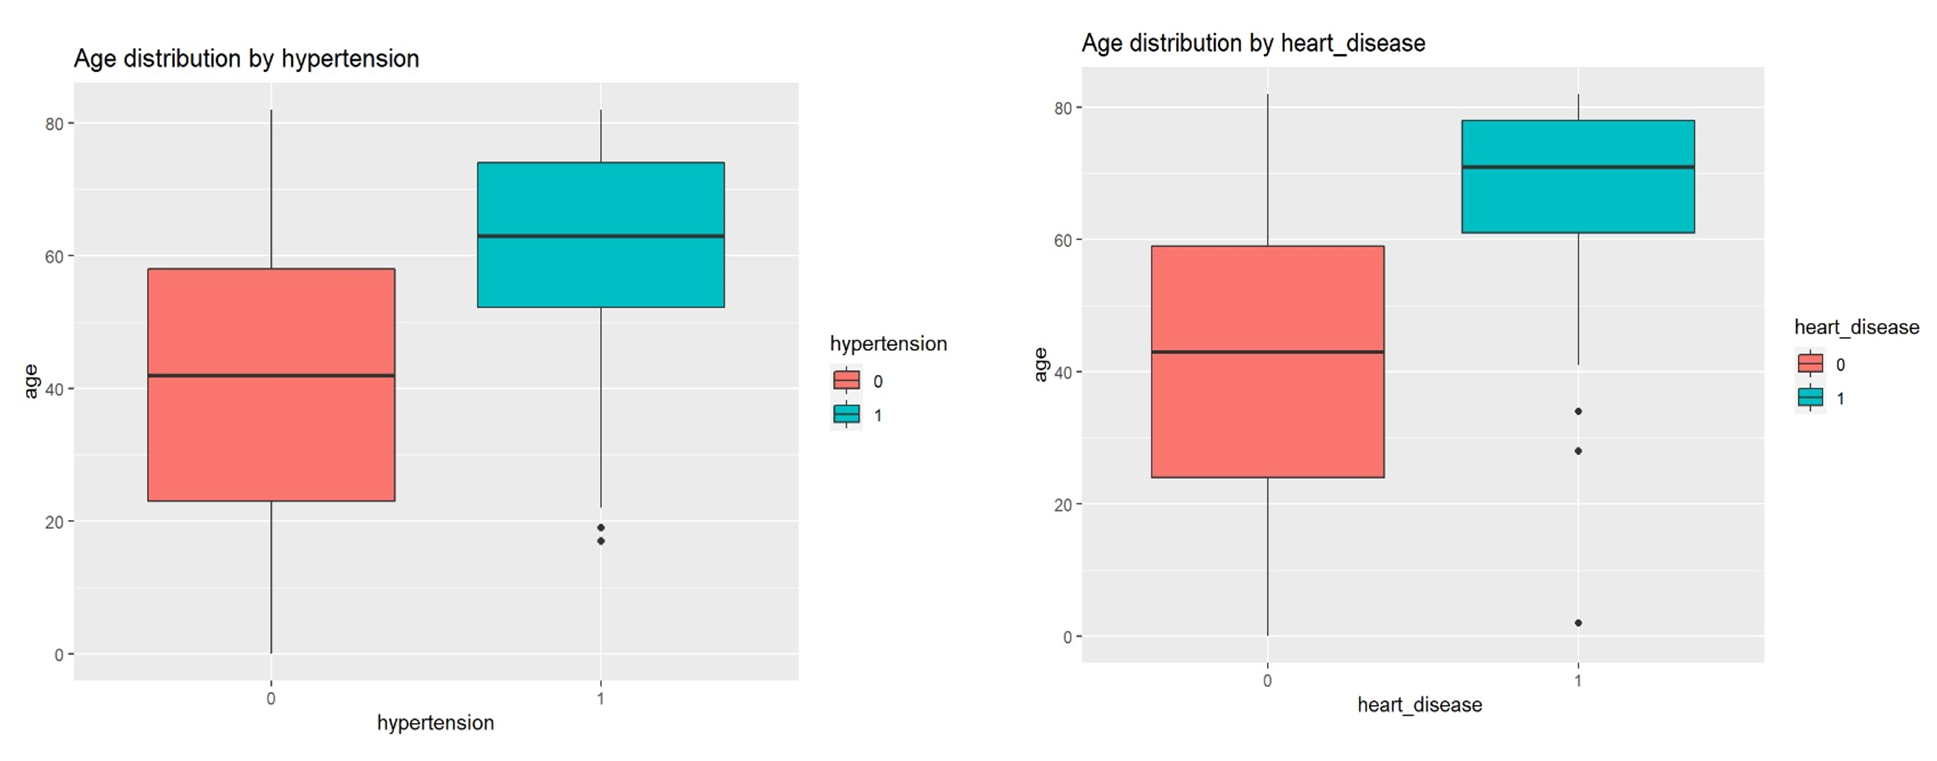 Age distribution by hypertension
80
60
40
20
0
age
0 1
hypertension
hypertension
0
1
Age distribution by heart_disease
80
60
40
20
0
age
0 1
heart_disease
heart_disease
0
1